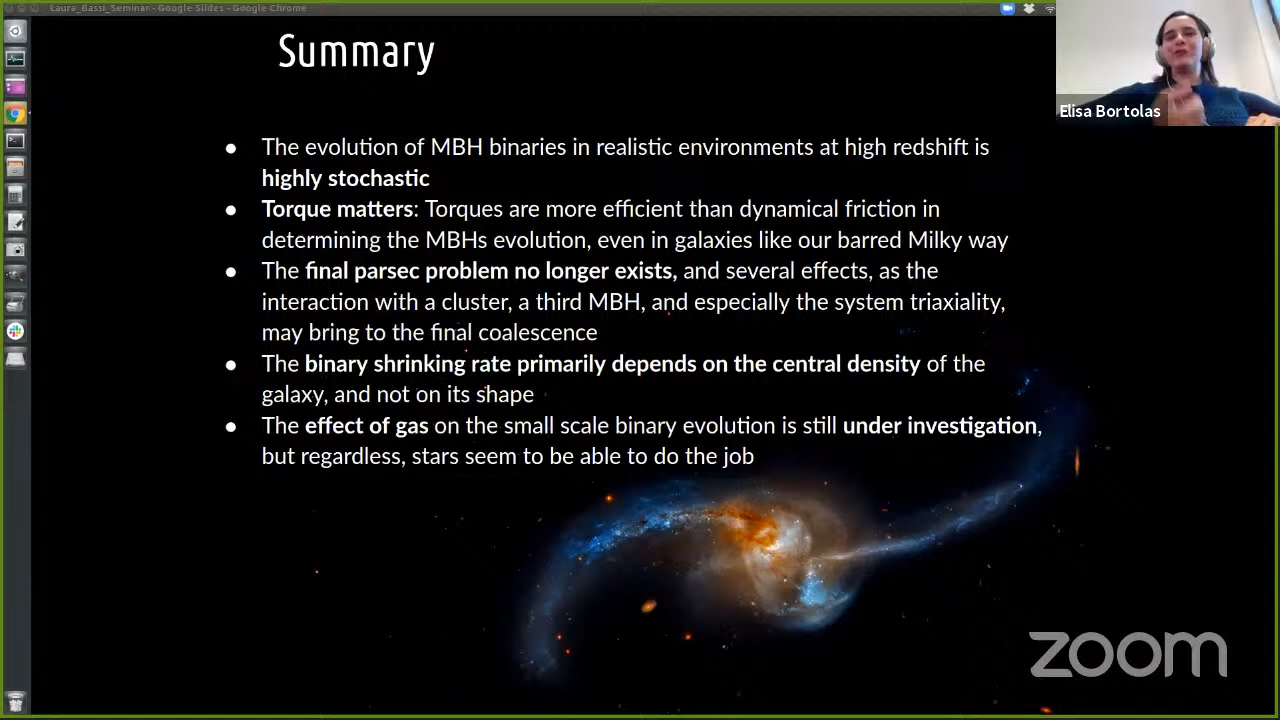 Laura_Bassi_Seminar - Google Slides - Google Chrome
Summary
Elisa Bortolas
● The evolution of MBH binaries in realistic environments at high redshift is
highly stochastic
● Torque matters: Torques are more efficient than dynamical friction in
determining the MBHs evolution, even in galaxies like our barred Milky way
● The final parsec problem no longer exists, and several effects, as the
interaction with a cluster, a third MBH, and especially the system triaxiality,
may bring to the final coalescence
● The binary shrinking rate primarily depends on the central density of the
galaxy, and not on its shape
● The effect of gas on the small scale binary evolution is still under investigation,
but regardless, stars seem to be able to do the job
zoom